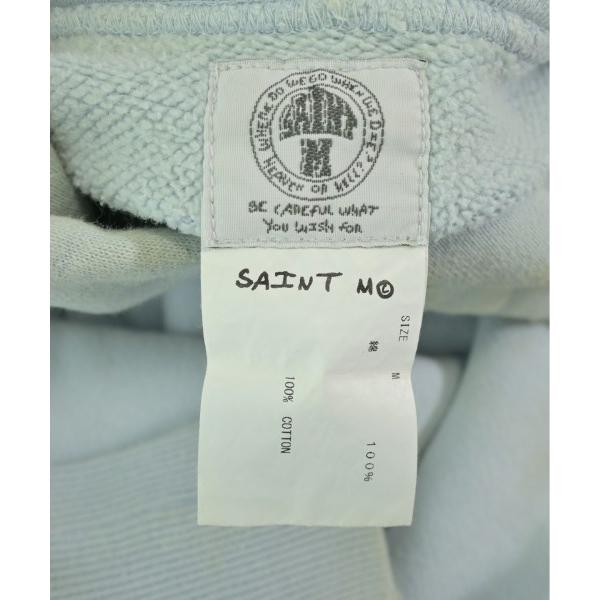 WHERE DO WE GO WHEN WE DIE?
SAINT
M
HEAVEN OR HELL?
BE CAREFUL WHAT
YOU WISH FOR
SAINT M
SIZE M
綿 100%
100% COTTON